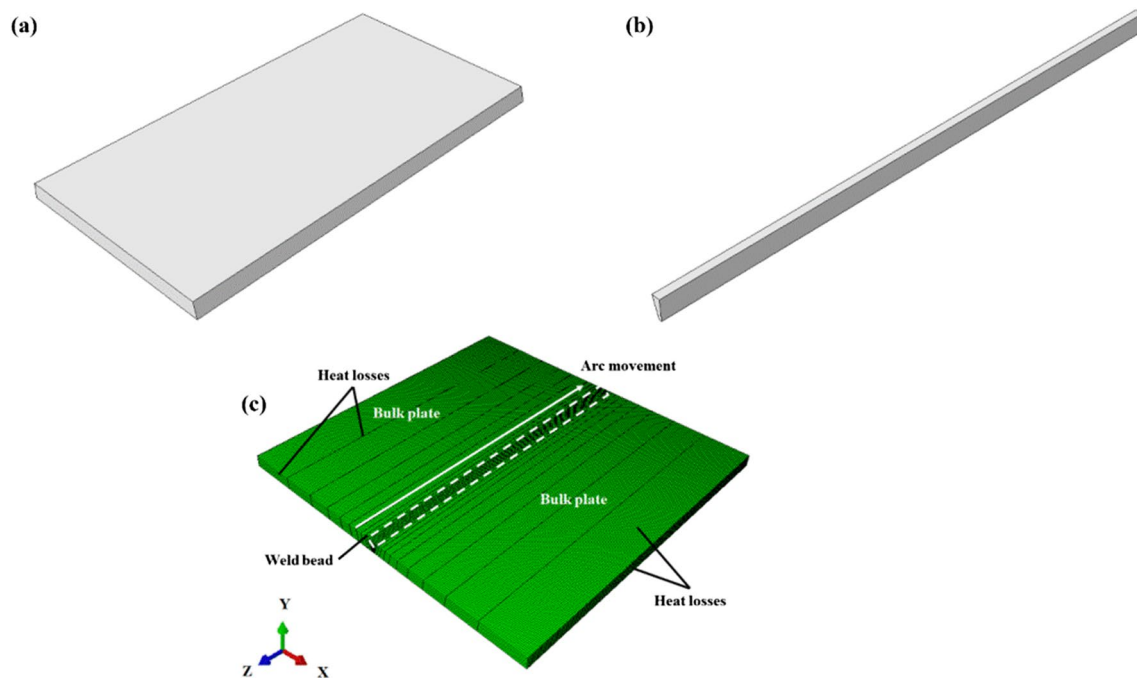 (a)
(b)
Arc movement
Heat losses
(c)
Bulk plate
Bulk plate
Weld bead
Heat losses
Y
Z
X